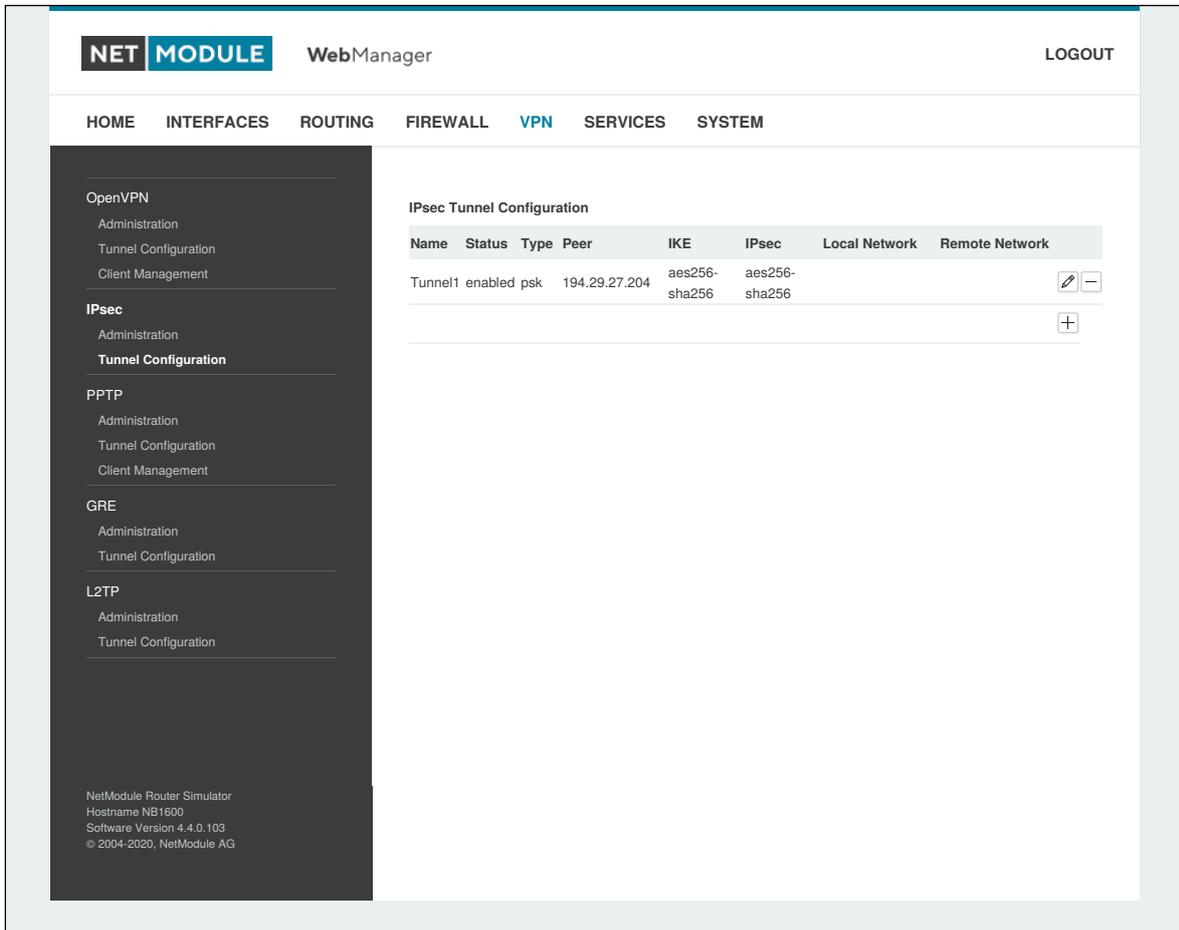 NET MODULE WebManager LOGOUT
HOME INTERFACES ROUTING FIREWALL VPN SERVICES SYSTEM
OpenVPN
Administration
Tunnel Configuration
Client Management
IPsec
Administration
Tunnel Configuration
PPTP
Administration
Tunnel Configuration
Client Management
GRE
Administration
Tunnel Configuration
L2TP
Administration
Tunnel Configuration
NetModule Router Simulator
Hostname NB1600
Software Version 4.4.0.103
© 2004-2020, NetModule AG
IPsec Tunnel Configuration
Name Status Type Peer IKE IPsec Local Network Remote Network
Tunnel1 enabled psk 194.29.27.204 aes256- aes256-
sha256 sha256